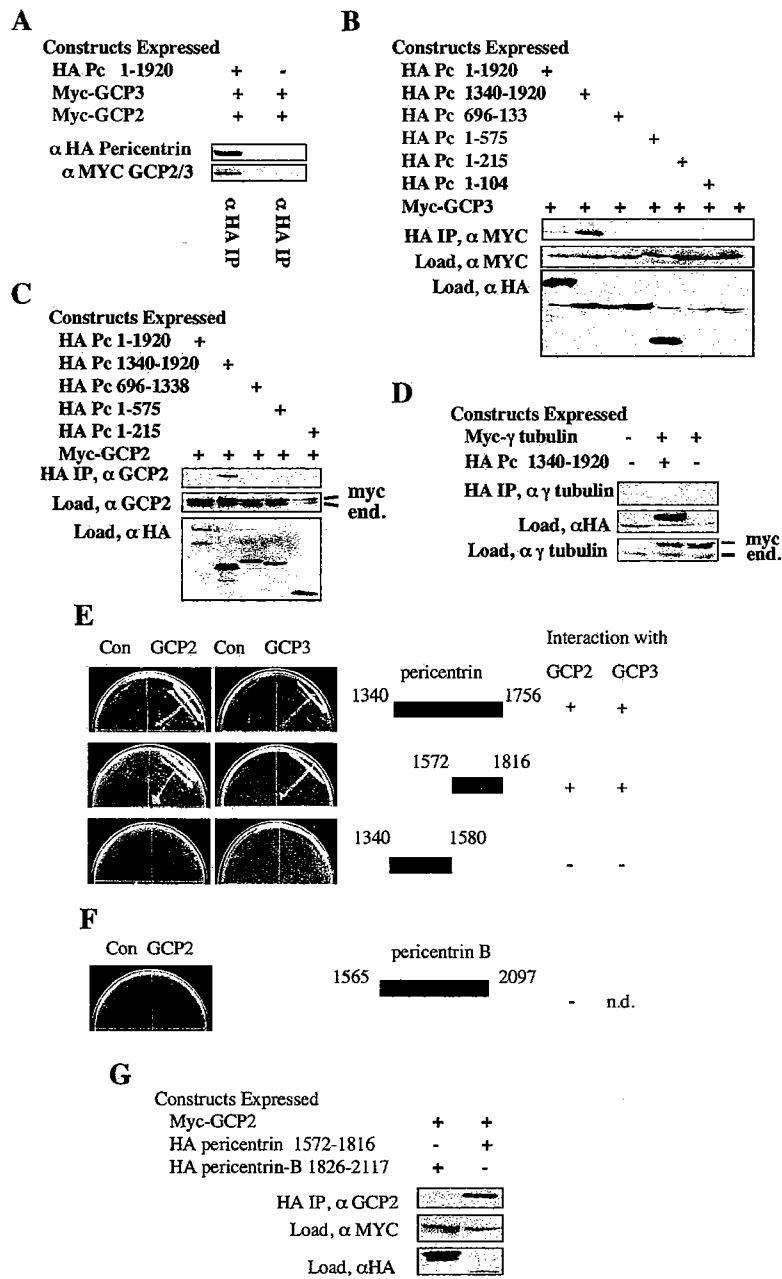 A
Constructs Expressed
HA Pc 1-1920 + -
Myc-GCP3 + +
Myc-GCP2 + +
α HA Pericentrin
α MYC GCP2/3
α HA IP
α HA IP
B
Constructs Expressed
HA Pc 1-1920 +
HA Pc 1340-1920 +
HA Pc 696-133 +
HA Pc 1-575 +
HA Pc 1-215 +
HA Pc 1-104 +
Myc-GCP3 + + + + + + +
HA IP, α MYC
Load, α MYC
Load, α HA
C
Constructs Expressed
HA Pc 1-1920 +
HA Pc 1340-1920 +
HA Pc 696-1338 +
HA Pc 1-575 +
HA Pc 1-215 +
Myc-GCP2 + + + + +
HA IP, α GCP2
Load, α GCP2 myc
end.
Load, α HA
D
Constructs Expressed
Myc-γ tubulin - + +
HA Pc 1340-1920 - + -
HA IP, α γ tubulin
Load, αHA
Load, α γ tubulin myc
end.
E
Con GCP2 Con GCP3
pericentrin
Interaction with
GCP2 GCP3
1340 1756
+ +
1572 1816
+ +
1340 1580
- -
F
Con GCP2
pericentrin B
1565 2097
- n.d.
G
Constructs Expressed
Myc-GCP2 + +
HA pericentrin 1572-1816 - +
HA pericentrin-B 1826-2117 + -
HA IP, α GCP2
Load, α MYC
Load, αHA